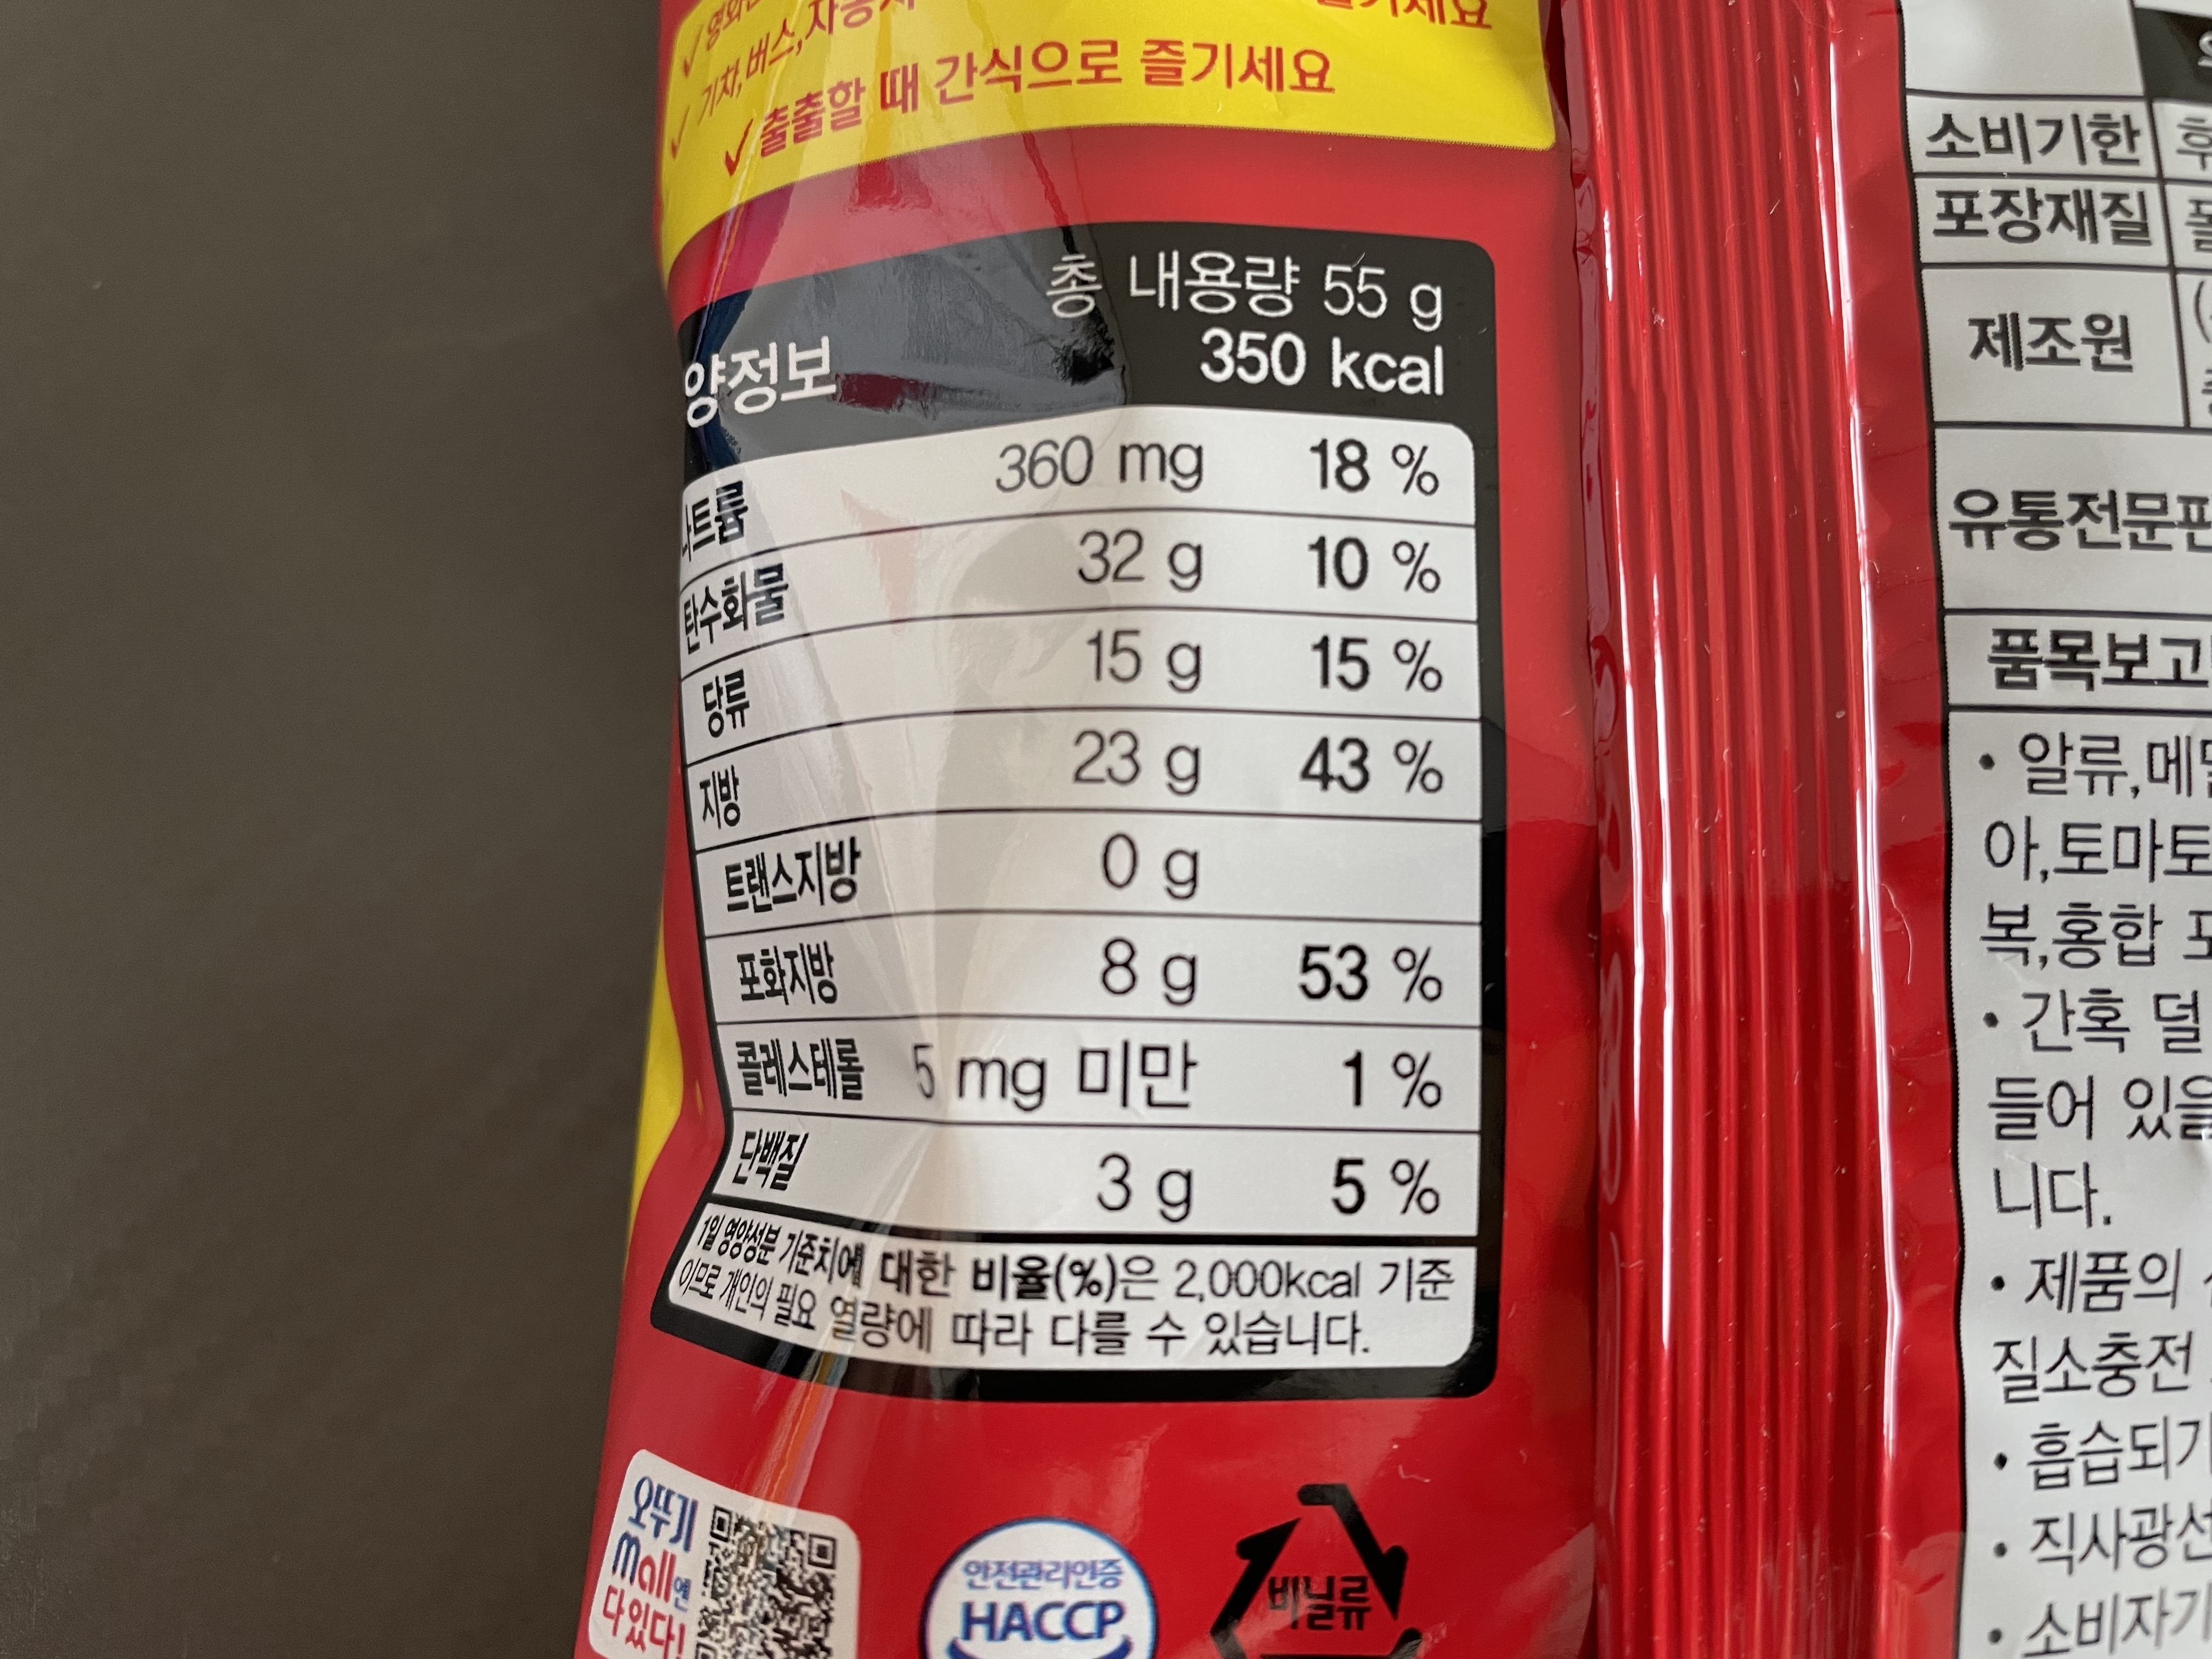 기차,버스,자동차
즐기세요
출출할 때 간식으로 즐기세요
총 내용량 55 g
양정보 350 kcal
나트륨 360 mg 18 %
탄수화물 32 g 10 %
당류 15 g 15 %
지방 23 g 43 %
트랜스지방 0 g
포화지방 8 g 53 %
콜레스테롤 5 mg 미만 1 %
단백질 3 g 5 %
1일 영양성분 기준치에 대한 비율(%)은 2,000kcal 기준
이므로 개인의 필요 열량에 따라 다를 수 있습니다.
오뚜기
mall엔
다있다!
안전관리인증
HACCP
비닐류
소비기한
포장재질
제조원
유통전문판
품목보고
• 알류,메밀
아,토마토
복,홍합
• 간혹 덜
들어 있을
니다.
• 제품의
질소충전
• 흡습되기
• 직사광선
• 소비자기